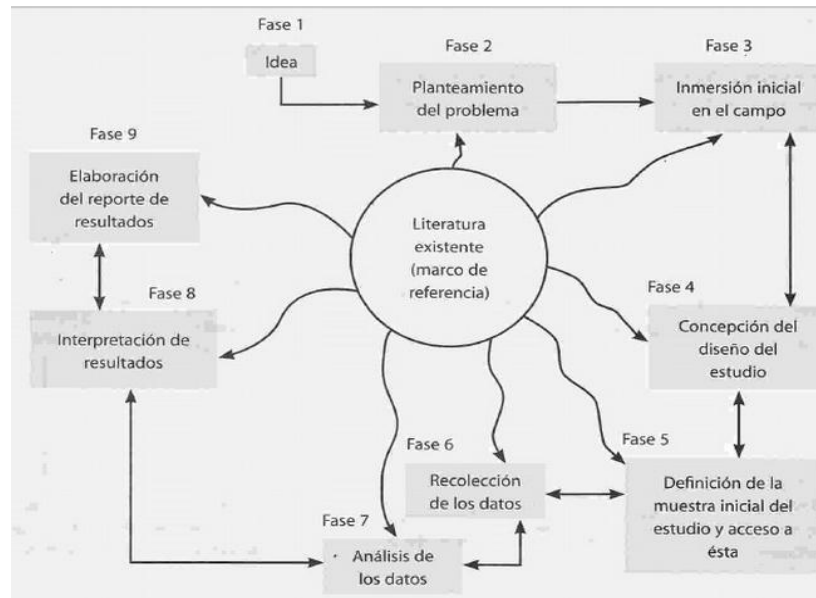 Fase 1
Idea
Fase 2
Planteamiento
del problema
Fase 3
Inmersión inicial
en el campo
Fase 9
Elaboración
del reporte de
resultados
Literatura
existente
(marco de
referencia)
Fase 8
Interpretación de
resultados
Fase 4
Concepción del
diseño del
estudio
Fase 5
Definición de la
muestra inicial del
estudio y acceso a
ésta
Fase 6
Recolección
de los datos
Fase 7
Análisis de
los datos